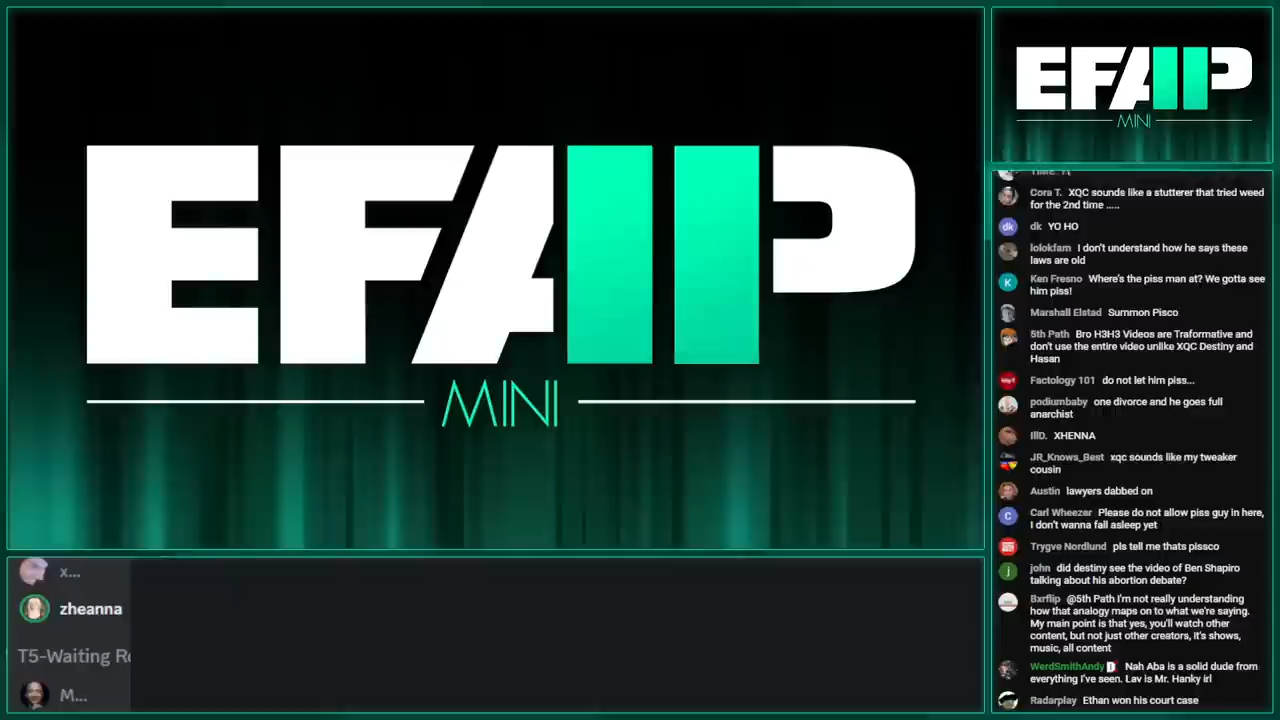 EFAP
MINI
EFAP
MINI
Cora T. XQC sounds like a stutterer that tried weed
for the 2nd time .....
dk YO HO
lolokfam I don't understand how he says these
laws are old
Ken Fresno Where's the piss man at? We gotta see
him piss!
Marshall Elstad Summon Pisco
5th Path Bro H3H3 Videos are Traformative and
don't use the entire video unlike XQC Destiny and
Hasan
Factology 101 do not let him piss...
podiumbaby one divorce and he goes full
anarchist
IllD. XHENNA
JR_Knows_Best xqc sounds like my tweaker
cousin
Austin lawyers dabbed on
Carl Wheezer Please do not allow piss guy in here,
I don't wanna fall asleep yet
Trygve Nordlund pls tell me thats pissco
john did destiny see the video of Ben Shapiro
talking about his abortion debate?
Bxrflip @5th Path I'm not really understanding
how that analogy maps on to what we're saying.
My main point is that yes, you'll watch other
content, but not just other creators, it's shows,
music, all content
WerdSmithAndy D Nah Aba is a solid dude from
everything I've seen. Lav is Mr. Hanky irl
Radarplay Ethan won his court case
x...
zheanna
T5-Waiting Ro
M...